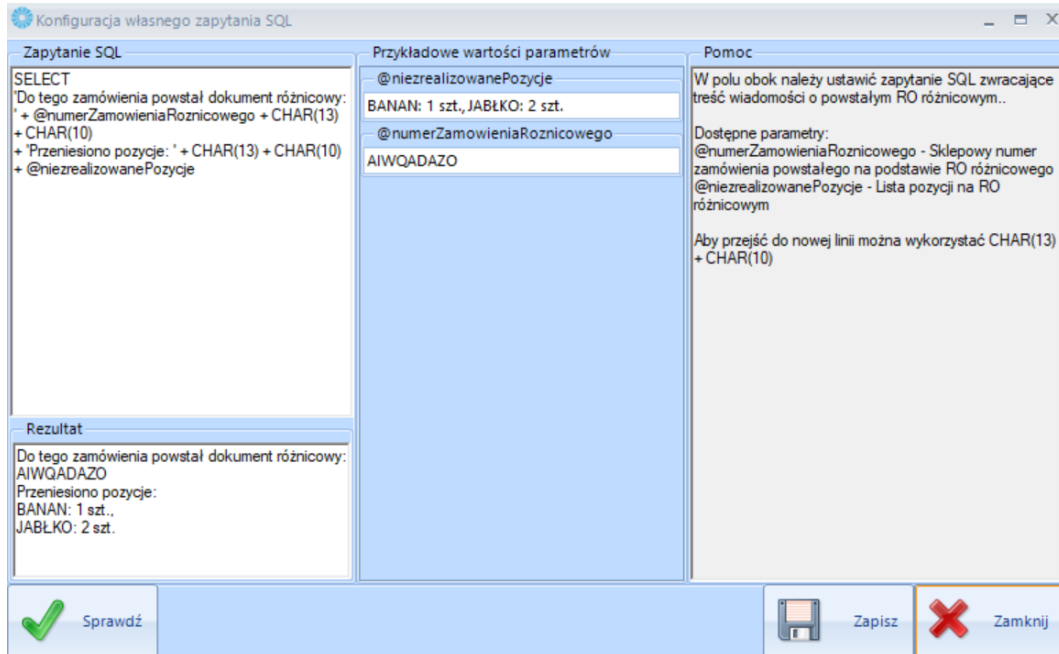 Konfiguracja własnego zapytania SQL
Zapytanie SQL
SELECT
'Do tego zamówienia powstał dokument różnicowy:
' + @numerZamowieniaRoznicowego + CHAR(13)
+ CHAR(10)
+ 'Przeniesiono pozycje: ' + CHAR(13) + CHAR(10)
+ @niezrealizowanePozycje
Rezultat
Do tego zamówienia powstał dokument różnicowy:
AIWQADAZO
Przeniesiono pozycje:
BANAN: 1 szt.,
JABŁKO: 2 szt.
Przykładowe wartości parametrów
@niezrealizowanePozycje
BANAN: 1 szt., JABŁKO: 2 szt.
@numerZamowieniaRoznicowego
AIWQADAZO
Pomoc
W polu obok należy ustawić zapytanie SQL zwracające
treść wiadomości o powstałym RO różnicowym..
Dostępne parametry:
@numerZamowieniaRoznicowego - Sklepowy numer
zamówienia powstałego na podstawie RO różnicowego
@niezrealizowanePozycje - Lista pozycji na RO
różnicowym
Aby przejść do nowej linii można wykorzystać CHAR(13)
+ CHAR(10)
Sprawdź
Zapisz
Zamknij